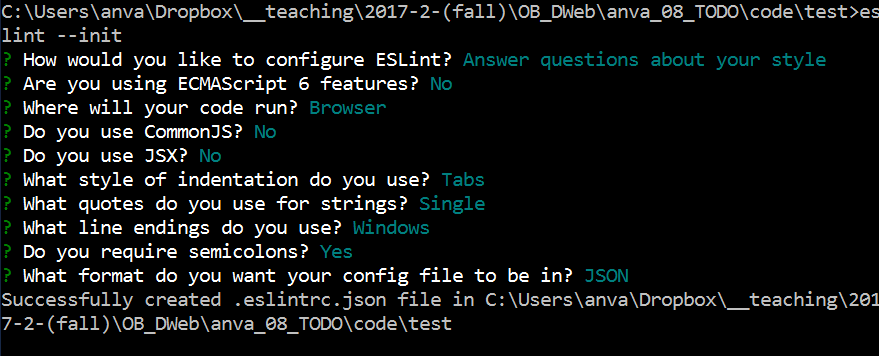 C:\Users\anva\Dropbox\__teaching\2017-2-(fall)\OB_DWeb\anva_08_TODO\code\test>es
lint --init
? How would you like to configure ESLint? Answer questions about your style
? Are you using ECMAScript 6 features? No
? Where will your code run? Browser
? Do you use CommonJS? No
? Do you use JSX? No
? What style of indentation do you use? Tabs
? What quotes do you use for strings? Single
? What line endings do you use? Windows
? Do you require semicolons? Yes
? What format do you want your config file to be in? JSON
Successfully created .eslintrc.json file in C:\Users\anva\Dropbox\__teaching\201
7-2-(fall)\OB_DWeb\anva_08_TODO\code\test